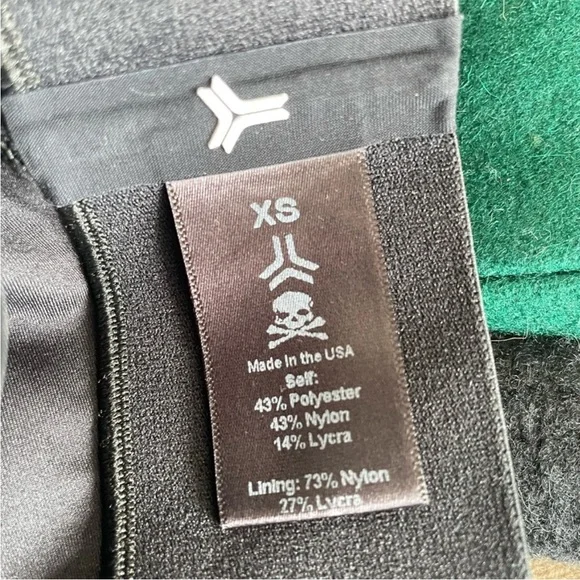 XS
Made in the USA
Self:
43% Polyester
43% Nylon
14% Lycra
Lining: 73% Nylon
27% Lycra